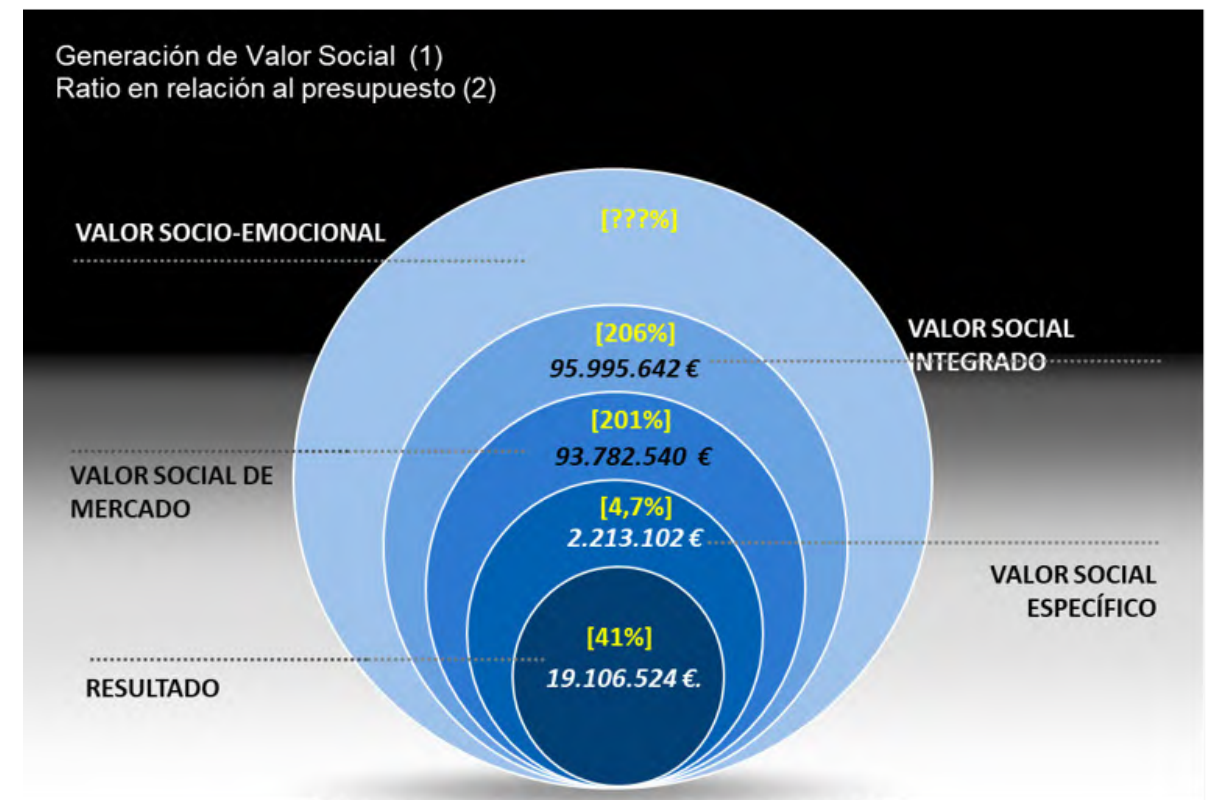 Generación de Valor Social (1)
Ratio en relación al presupuesto (2)
VALOR SOCIO-EMOCIONAL
[???%]
[206%]
95.995.642 €
VALOR SOCIAL
INTEGRADO
[201%]
93.782.540 €
VALOR SOCIAL DE
MERCADO
[4,7%]
2.213.102 €
VALOR SOCIAL
ESPECÍFICO
[41%]
19.106.524 €.
RESULTADO